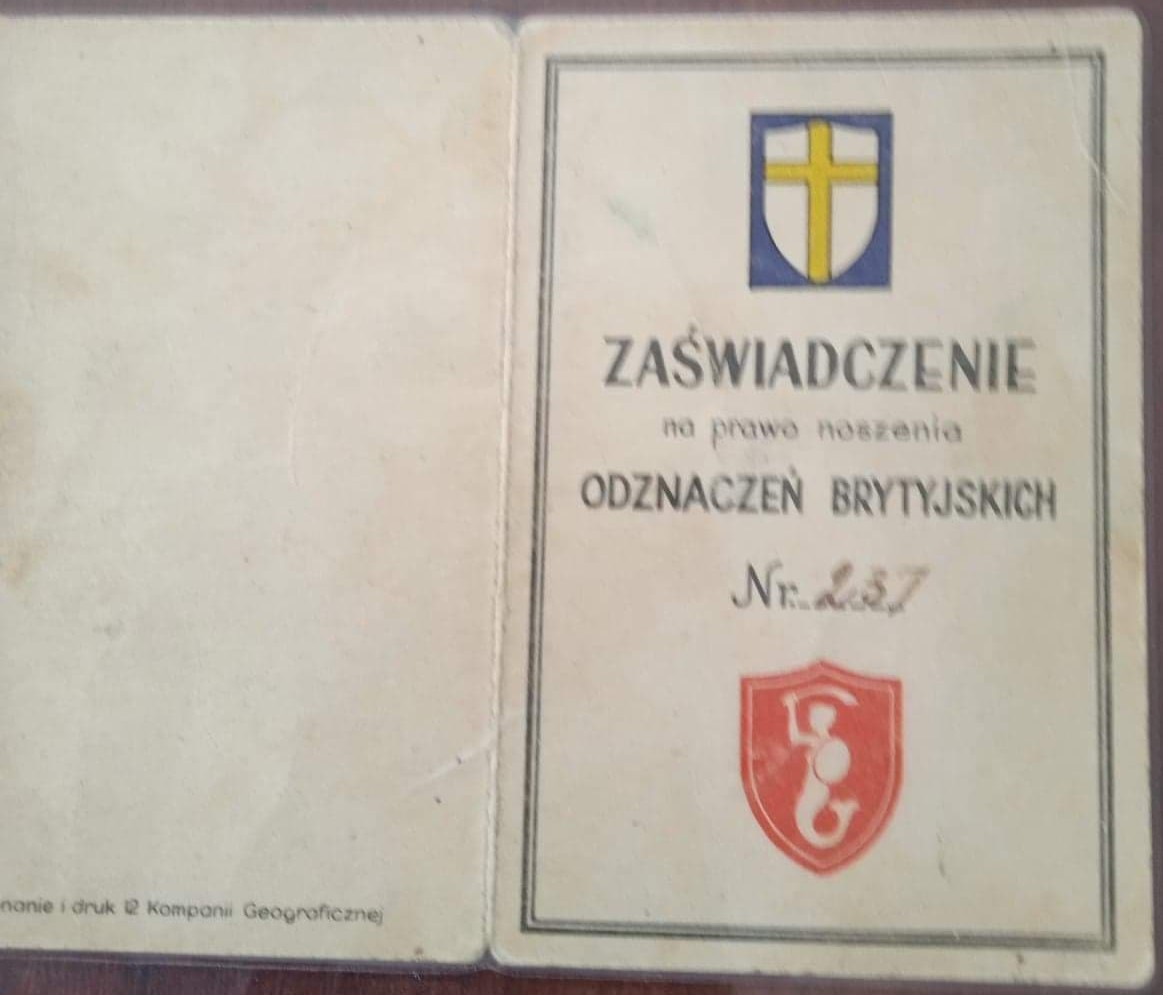 nanie i druk 12 Kompanii Geograficznej
ZAŚWIADCZENIE
na prawo noszenia
ODZNACZEŃ BRYTYJSKICH
Nr. 237